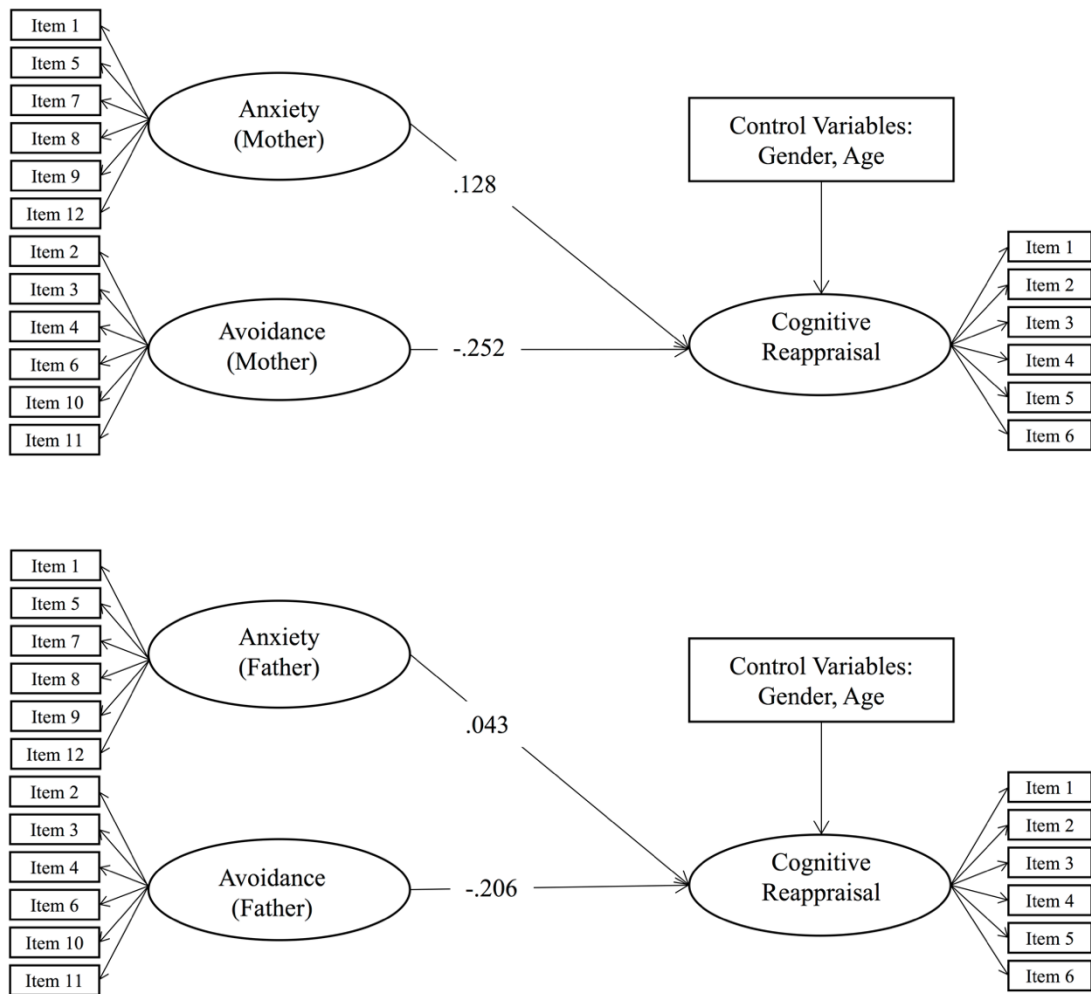 Item 1
Item 5
Item 7
Item 8
Item 9
Item 12
Item 2
Item 3
Item 4
Item 6
Item 10
Item 11
Anxiety
(Mother)
Avoidance
(Mother)
.128
-.252
Control Variables:
Gender, Age
Cognitive
Reappraisal
Item 1
Item 2
Item 3
Item 4
Item 5
Item 6
Item 1
Item 5
Item 7
Item 8
Item 9
Item 12
Item 2
Item 3
Item 4
Item 6
Item 10
Item 11
Anxiety
(Father)
Avoidance
(Father)
.043
-.206
Control Variables:
Gender, Age
Cognitive
Reappraisal
Item 1
Item 2
Item 3
Item 4
Item 5
Item 6